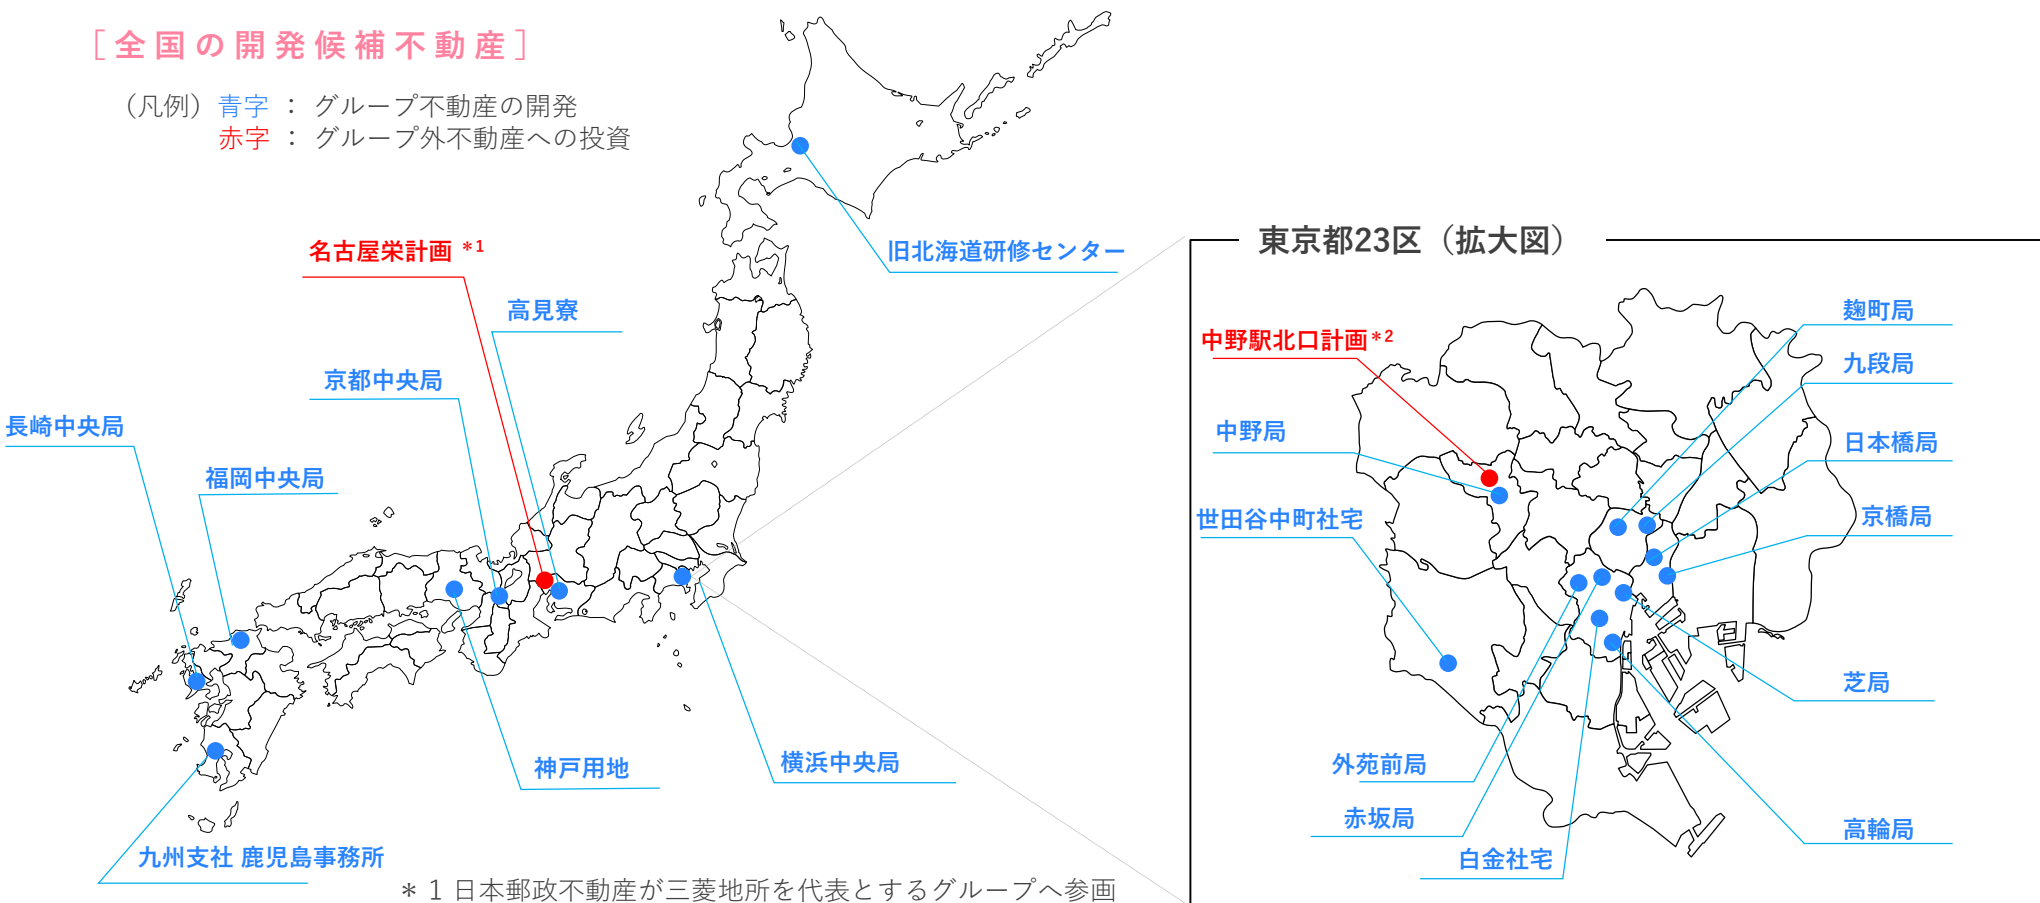 ［全国の開発候補不動産］
（凡例）青字 ： グループ不動産の開発
赤字 ： グループ外不動産への投資
名古屋栄計画 ＊1
高見寮
京都中央局
長崎中央局
福岡中央局
旧北海道研修センター
神戸用地
横浜中央局
九州支社 鹿児島事務所
＊１日本郵政不動産が三菱地所を代表とするグループへ参画
東京都23区（拡大図）
中野駅北口計画＊2
中野局
世田谷中町社宅
外苑前局
赤坂局
白金社宅
麹町局
九段局
日本橋局
京橋局
芝局
高輪局